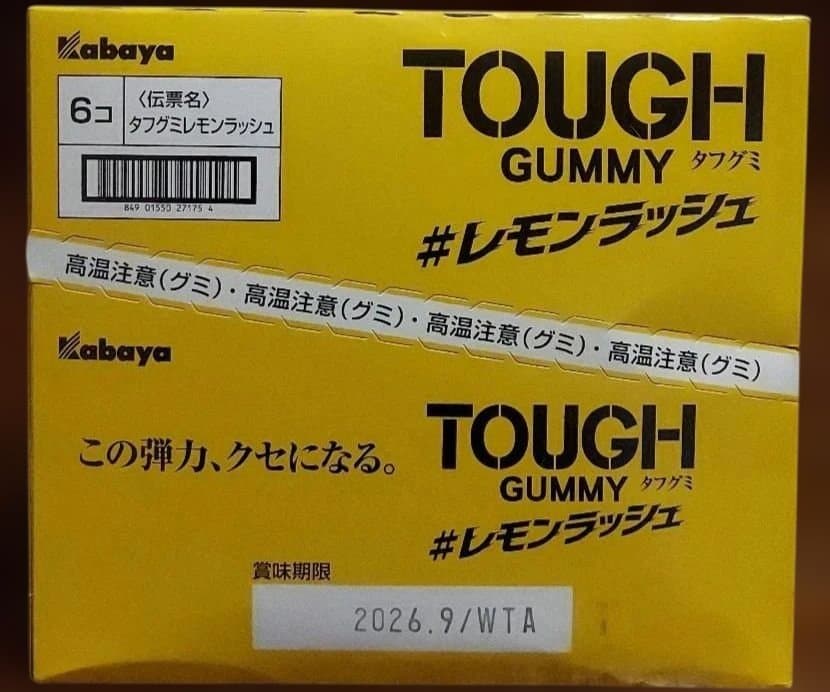 Kabaya
6コ
〈伝票名〉
タフグミレモンラッシュ
849 01550 27175 4
TOUGH
GUMMY タフグミ
#レモンラッシュ
高温注意(グミ)・高温注意(グミ)・高温注意(グミ)・高温注意(グミ)
Kabaya
この弾力、クセになる。
TOUGH
GUMMY タフグミ
#レモンラッシュ
賞味期限
2026.9/WTA